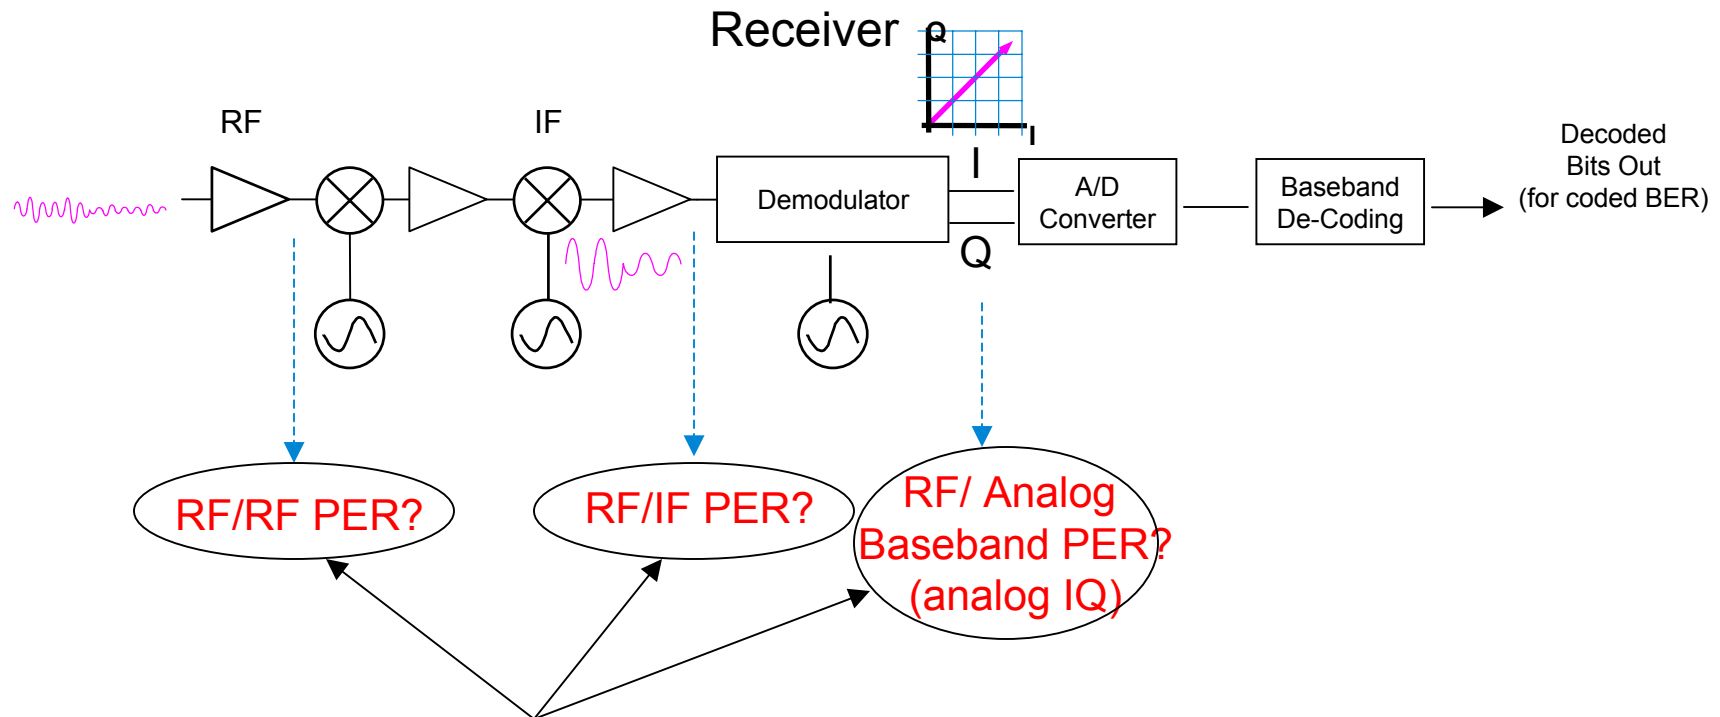 Receiver
Q
I
RF
IF
Demodulator
I
Q
A/D
Converter
Baseband
De-Coding
Decoded
Bits Out
(for coded BER)
RF/RF PER?
RF/IF PER?
RF/ Analog
Baseband PER?
(analog IQ)